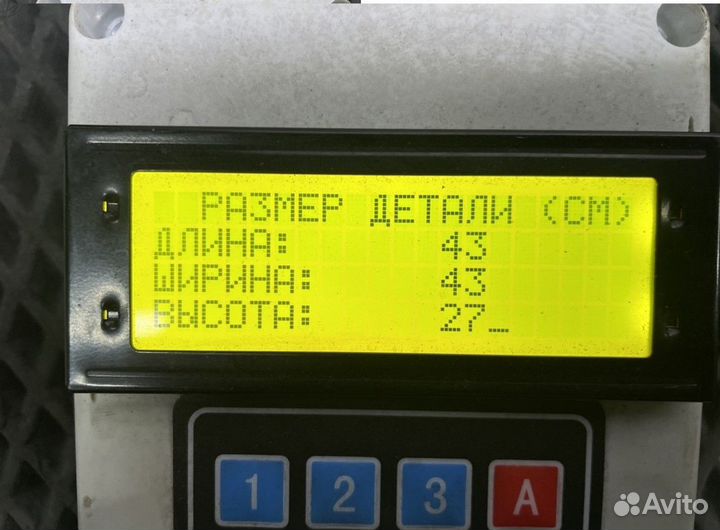 РАЗМЕР ДЕТАЛИ (СМ)
ДЛИНА: 43
ШИРИНА: 43
ВЫСОТА: 27_
1 2 3 A
Avito